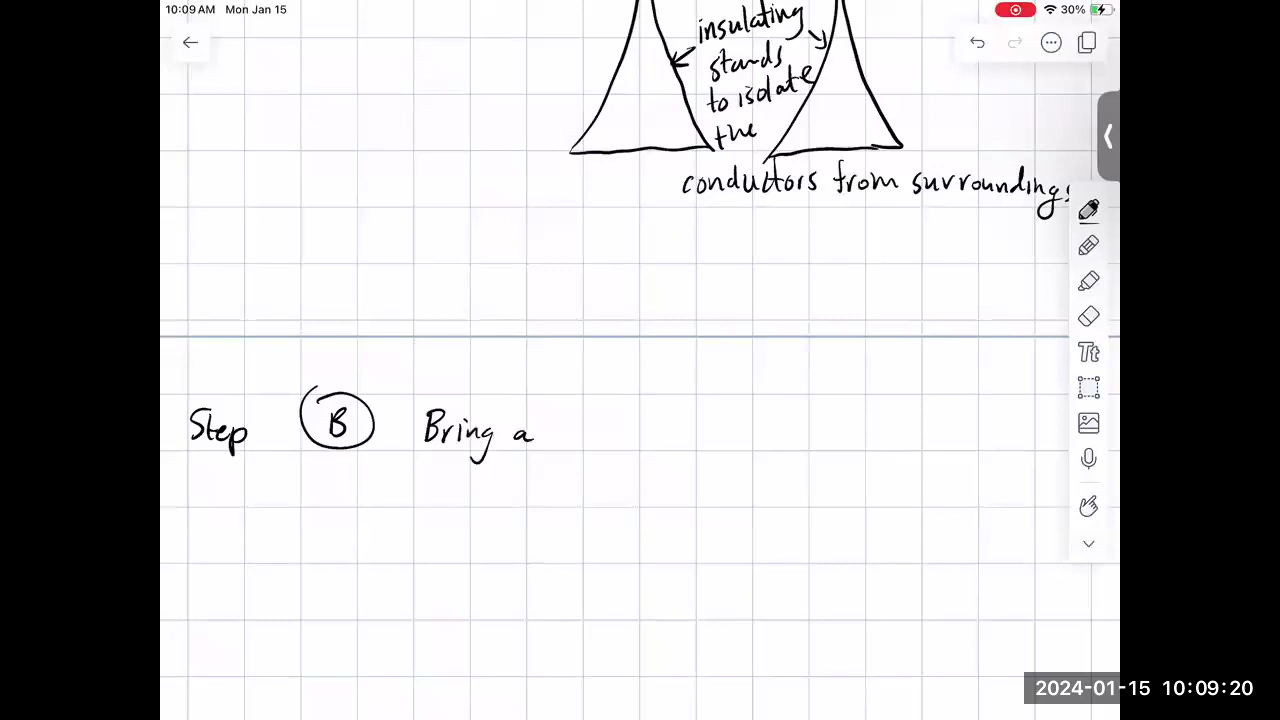 10:09 AM Mon Jan 15
30%
insulating
stands
to isolate
the
conductors from surroundings
Tt
Step B Bring a
2024-01-15 10:09:20